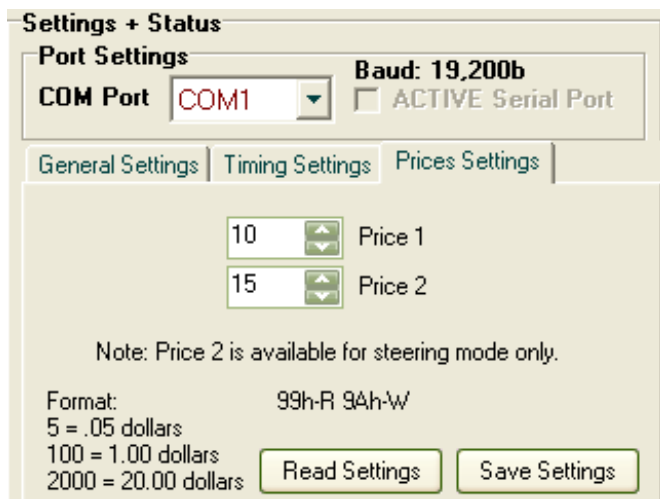 Settings + Status
Port Settings
COM Port COM1
Baud: 19,200b
ACTIVE Serial Port
General Settings Timing Settings Prices Settings
10 Price 1
15 Price 2
Note: Price 2 is available for steering mode only.
Format: 99h-R 9Ah-W
5 = .05 dollars
100 = 1.00 dollars
2000 = 20.00 dollars
Read Settings Save Settings